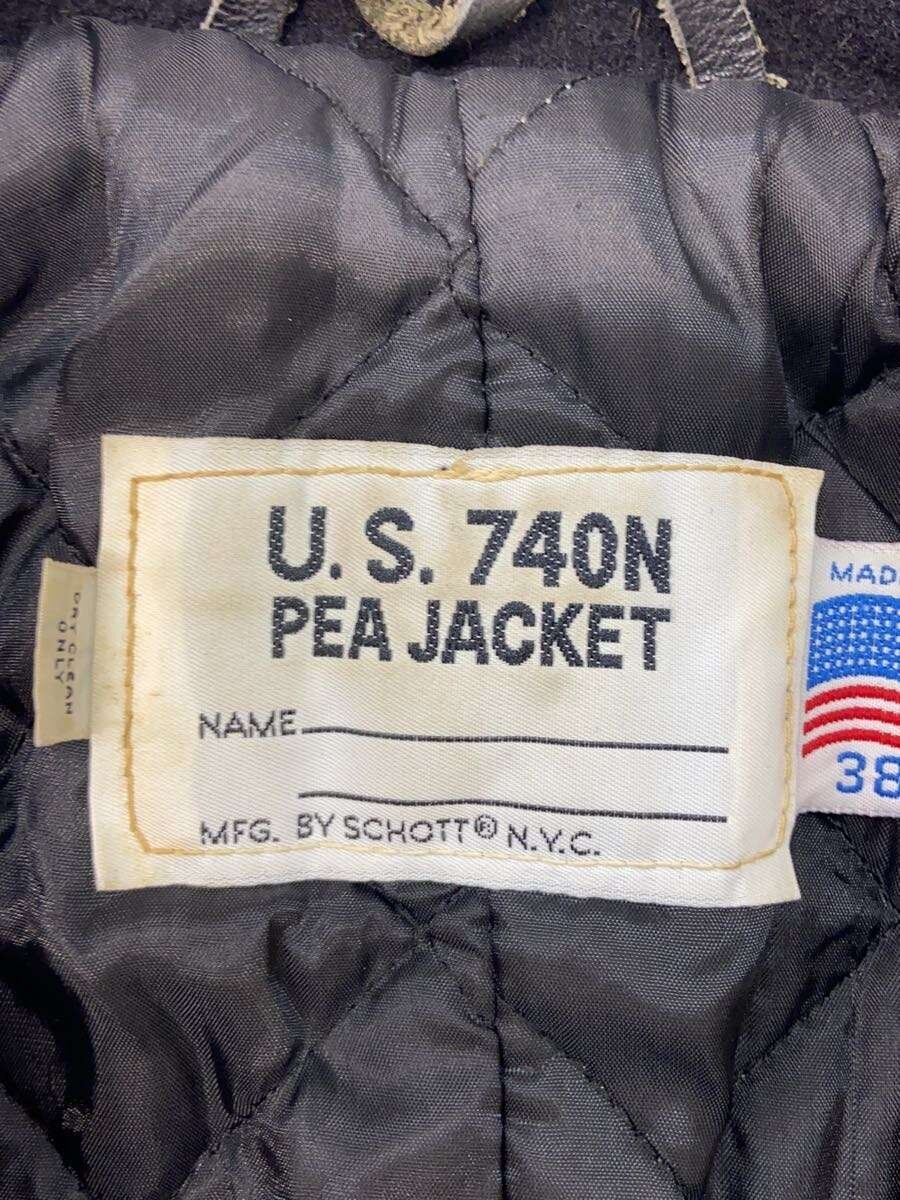 U.S. 740N
PEA JACKET
NAME
MFG. BY SCHOTT® N.Y.C.
DRY CLEAN
ONLY
MADE
38